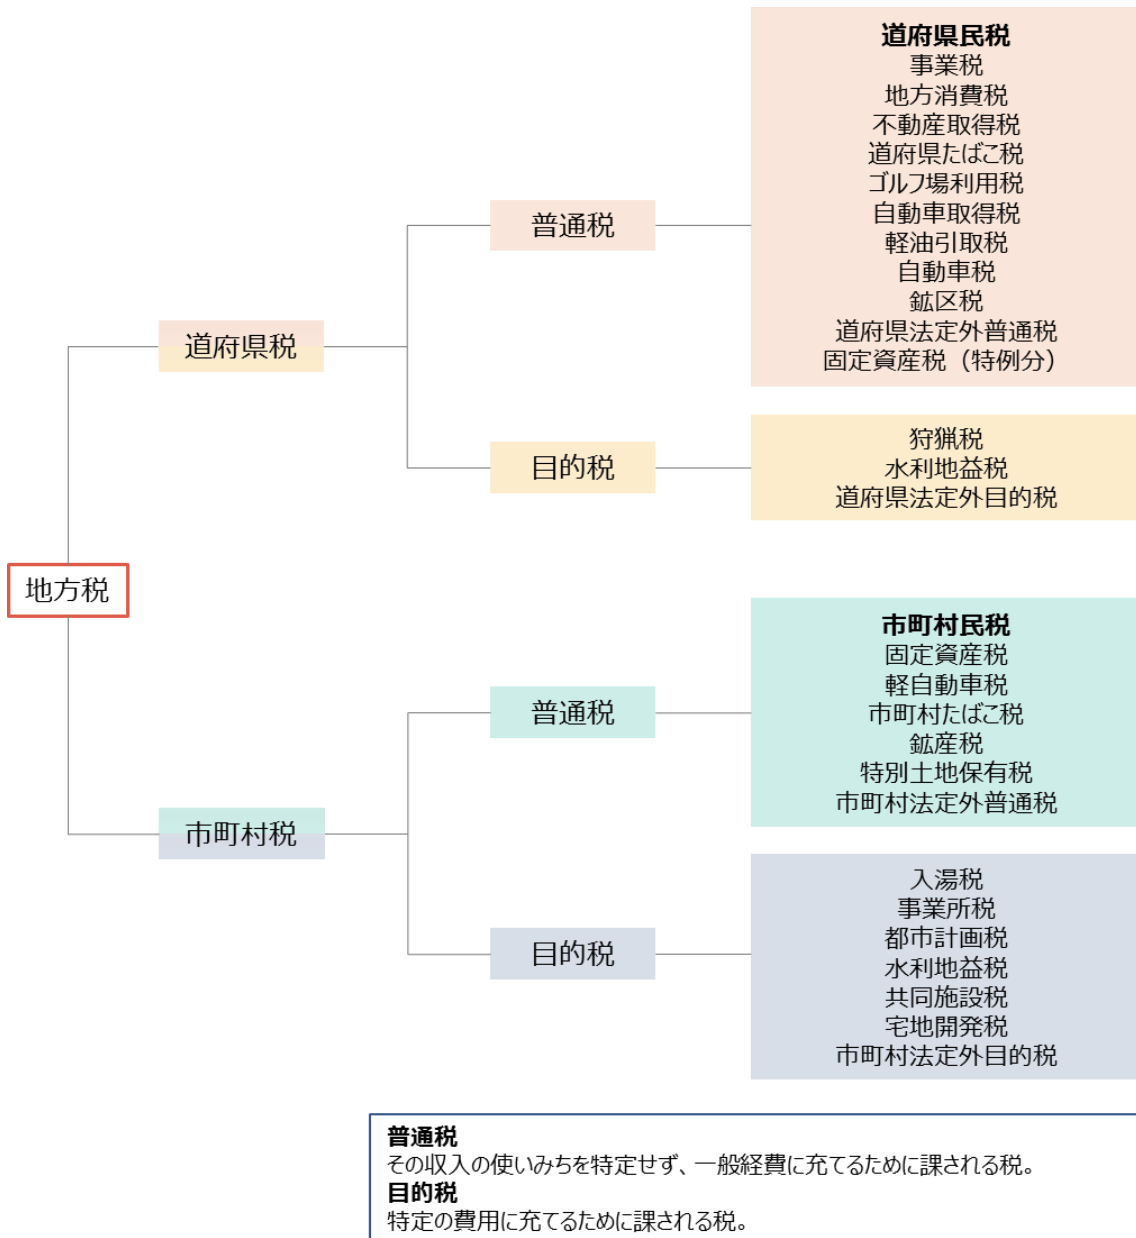 地方税
道府県税
普通税
道府県民税
事業税
地方消費税
不動産取得税
道府県たばこ税
ゴルフ場利用税
自動車取得税
軽油引取税
自動車税
鉱区税
道府県法定外普通税
固定資産税（特例分）
目的税
狩猟税
水利地益税
道府県法定外目的税
市町村税
普通税
市町村民税
固定資産税
軽自動車税
市町村たばこ税
鉱産税
特別土地保有税
市町村法定外普通税
目的税
入湯税
事業所税
都市計画税
水利地益税
共同施設税
宅地開発税
市町村法定外目的税
普通税
その収入の使いみちを特定せず、一般経費に充てるために課される税。
目的税
特定の費用に充てるために課される税。